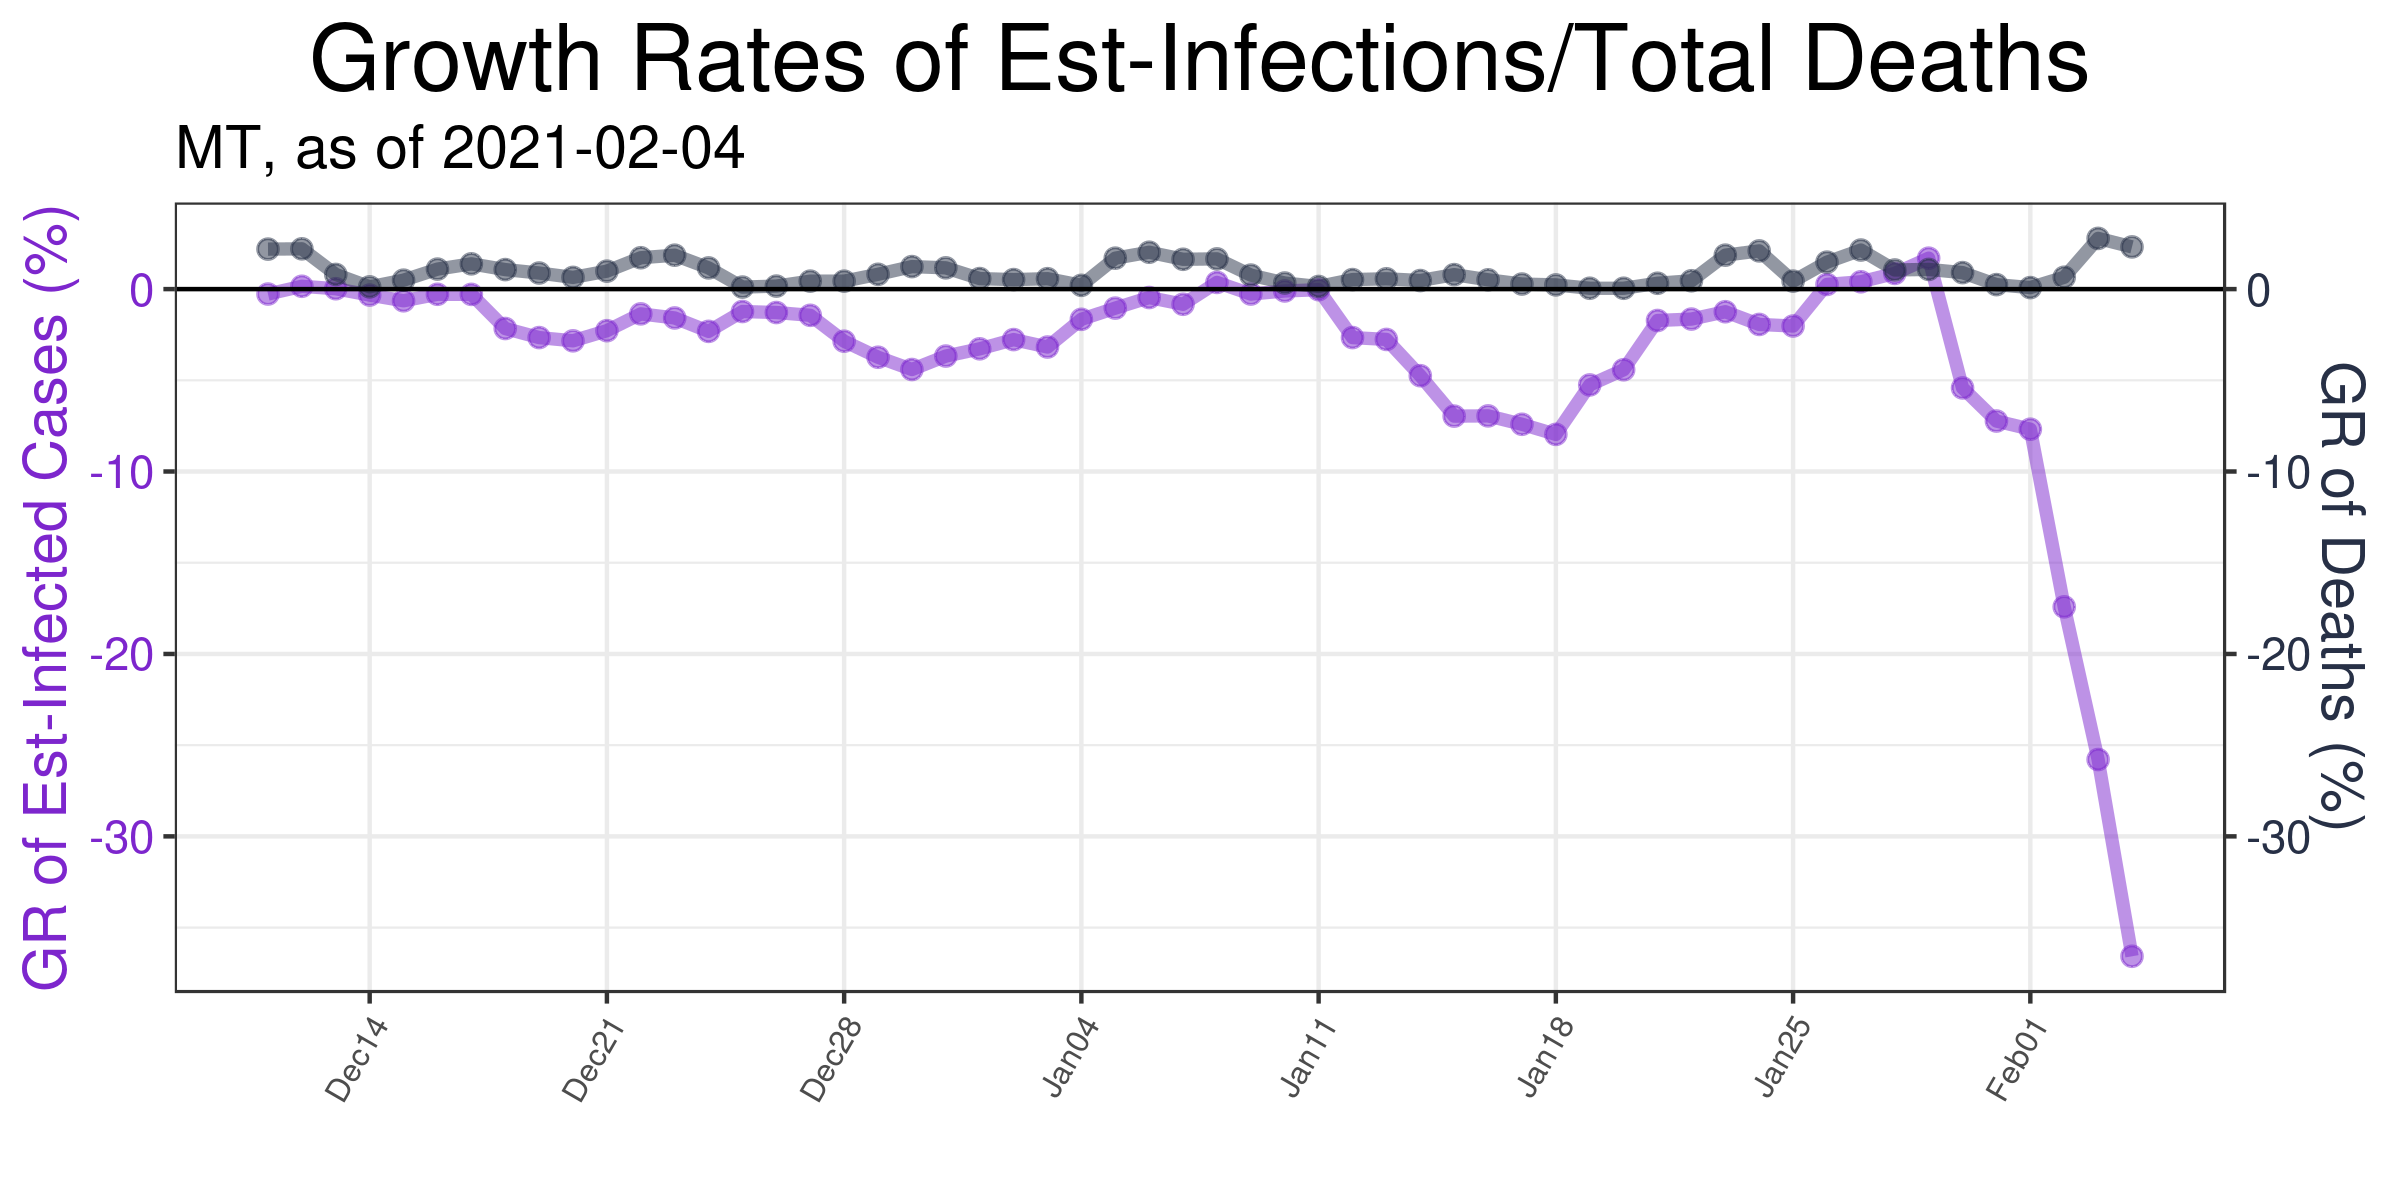 Growth Rates of Est-Infections/Total Deaths
MT, as of 2021-02-04
GR of Est-Infected Cases (%)
0
-10
-20
-30
0
-10
-20
-30
GR of Deaths (%)
Dec14
Dec21
Dec28
Jan04
Jan11
Jan18
Jan25
Feb01